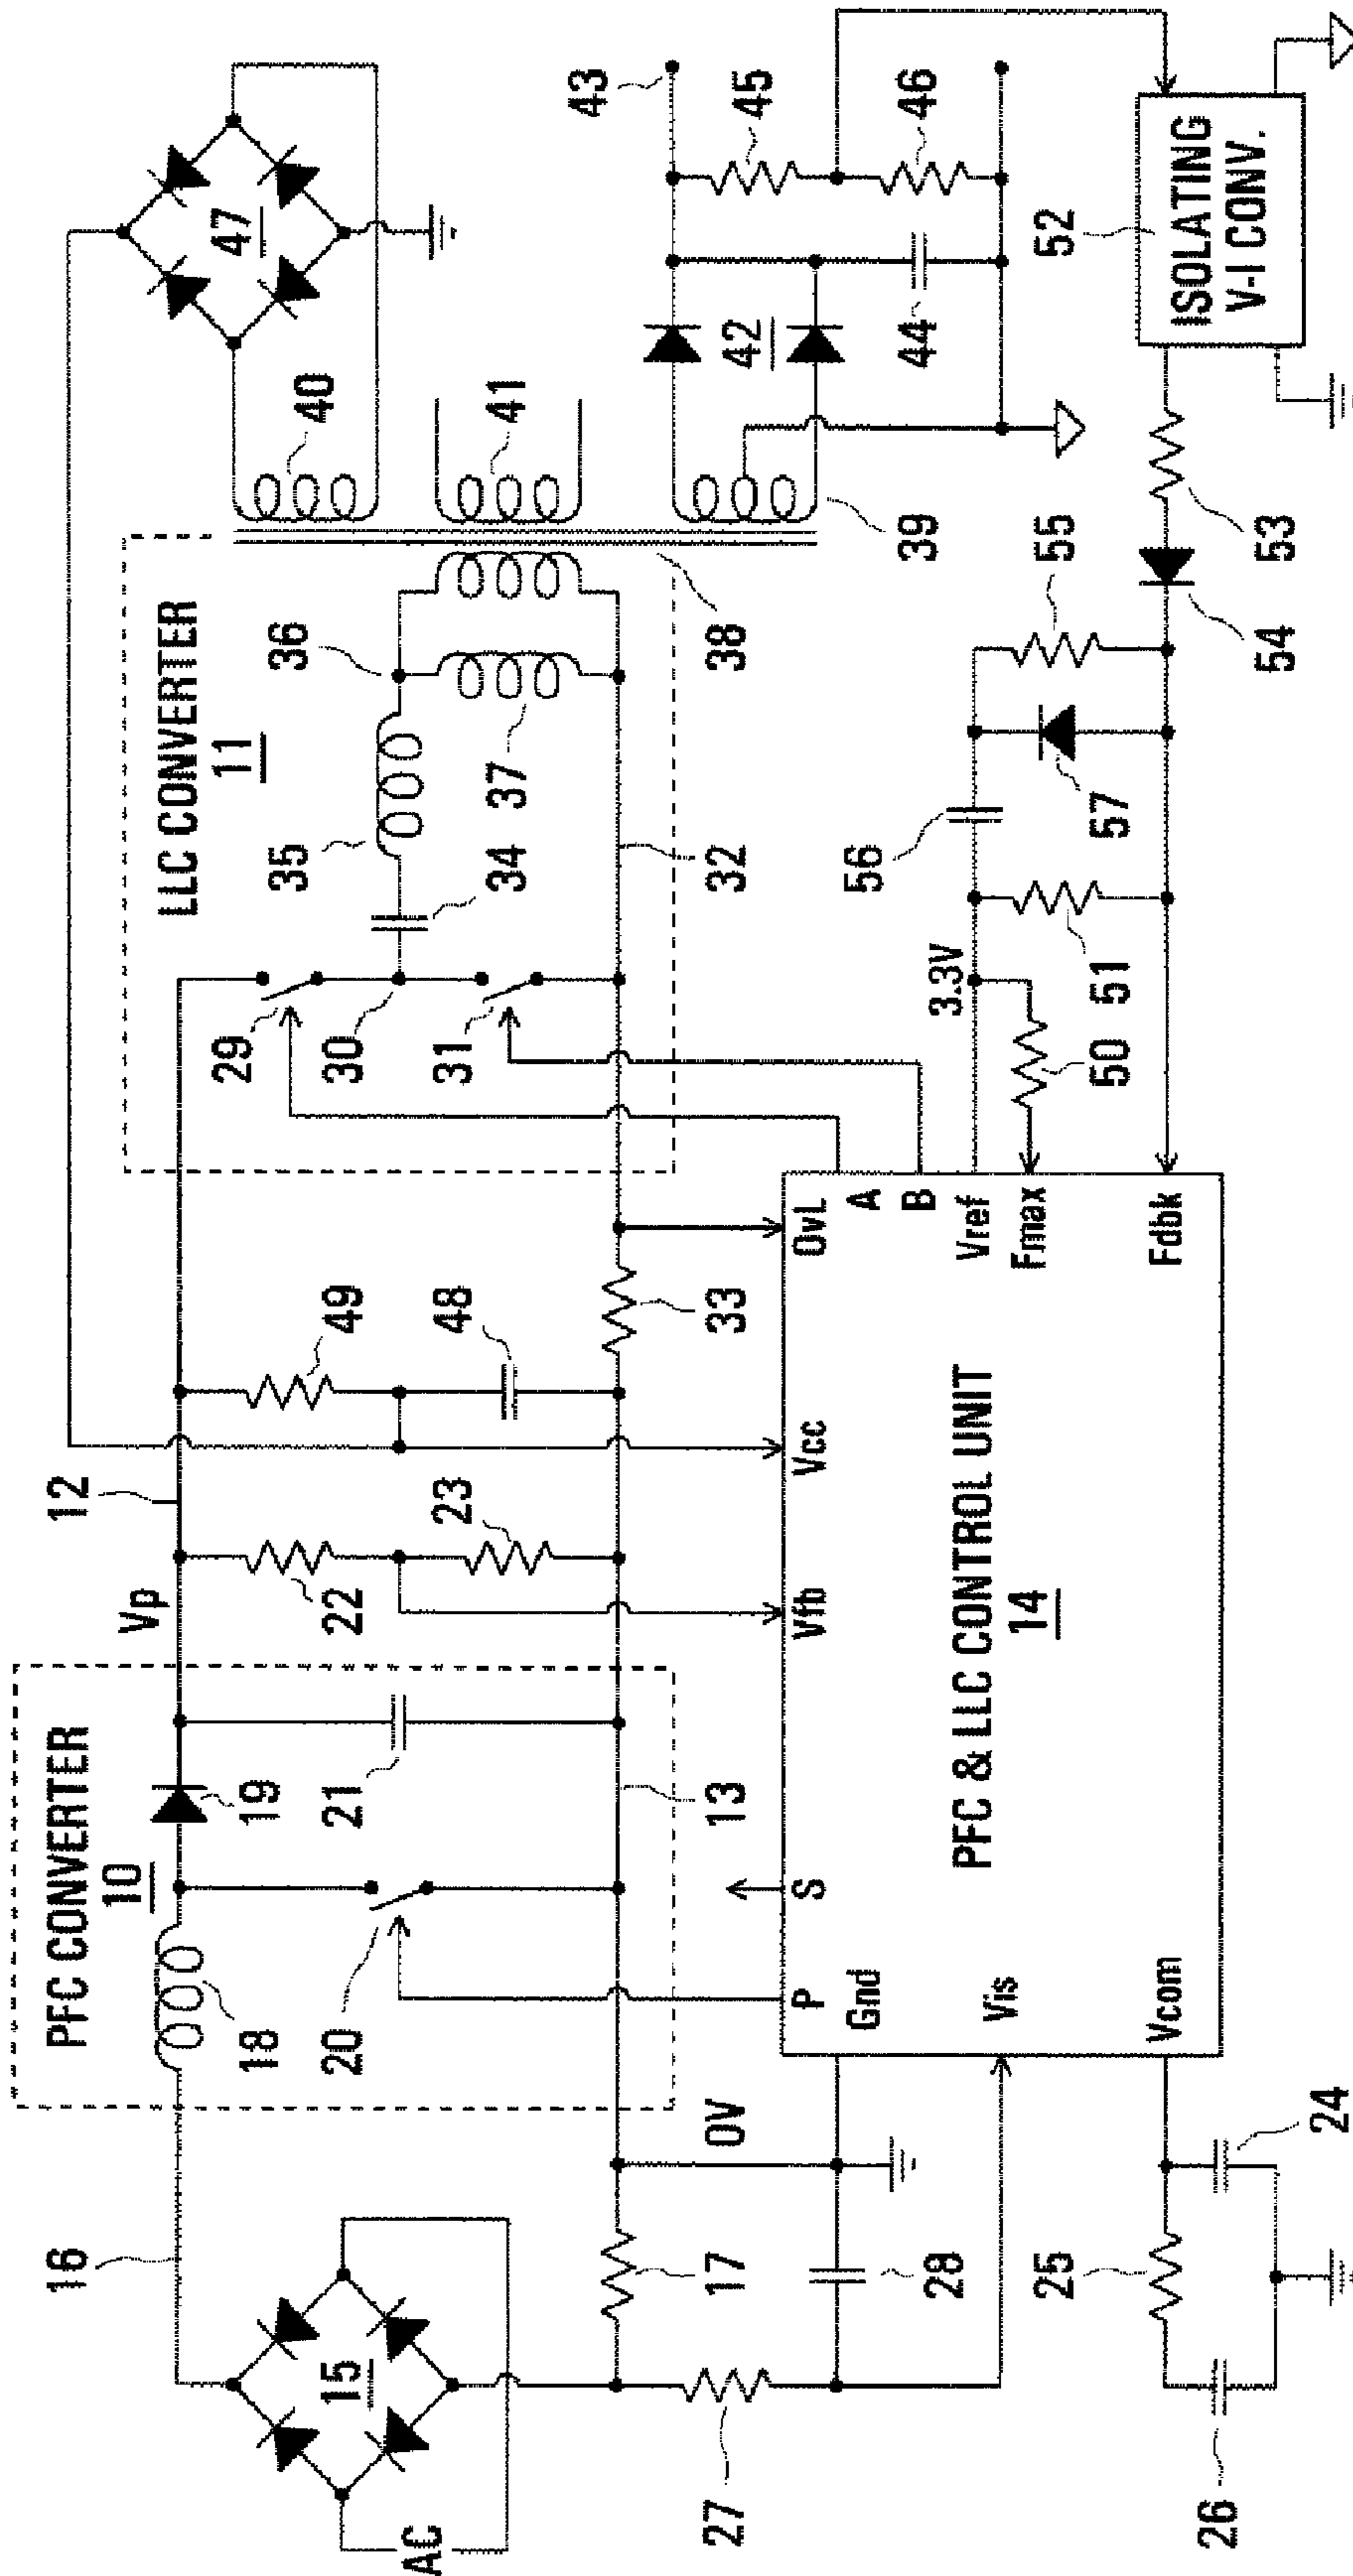 PFC CONVERTER
10
LLC CONVERTER
11
12
Vp
16
18
19
20
21
22
23
49
48
29
30
31
35
34
36
37
38
32
40
41
39
47
42
43
44
45
46
15
AC
17
0V
13
33
27
28
P
S
Vfb
Vcc
OvL
A
B
Vref
Fmax
Fdbk
Gnd
Vis
Vcom
PFC & LLC CONTROL UNIT
14
3.3V
50
51
56
57
55
54
53
52
ISOLATING
V-I CONV.
25
24
26